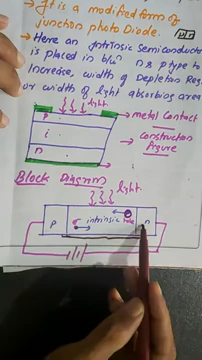 → It is a modified form of
junction photo Diode.
→ Here an Intrinsic Semiconducto
is placed in b/w n & p type to
Increase width of Depletion Reg
or width of light absorbing area
light
P
→ metal Contact
i
→ Construction
figure
n
Block Diagram
light
P
intrinsic
n